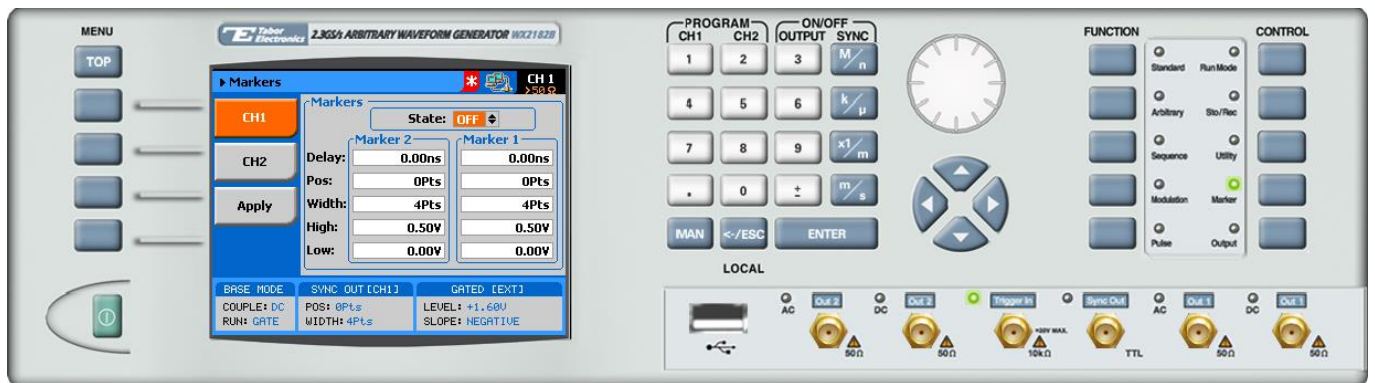 MENU
TOP
Tabor Electronics 2.3GS/s ARBITRARY WAVEFORM GENERATOR WX2182B
Markers
CH 1
>50 Ω
CH1
CH2
Apply
Markers
State: OFF
Marker 2 Marker 1
Delay: 0.00ns 0.00ns
Pos: 0Pts 0Pts
Width: 4Pts 4Pts
High: 0.50V 0.50V
Low: 0.00V 0.00V
BASE MODE
COUPLE: DC
RUN: GATE
SYNC OUT [CH1]
POS: 0Pts
WIDTH: 4Pts
GATED [EXT]
LEVEL: +1.60V
SLOPE: NEGATIVE
PROGRAM ON/OFF
CH1 CH2 OUTPUT SYNC
1 2 3 M/n
4 5 6 k/µ
7 8 9 x1/m
. 0 ± m/s
MAN <-/ESC ENTER
LOCAL
FUNCTION CONTROL
Standard Run Mode
Arbitrary Sto/Rec
Sequence Utility
Modulation Marker
Pulse Output
AC Out 2
DC Out 2
Trigger In
Sync Out
AC Out 1
DC Out 1
50Ω
50Ω
+20V MAX.
10kΩ
TTL
50Ω
50Ω